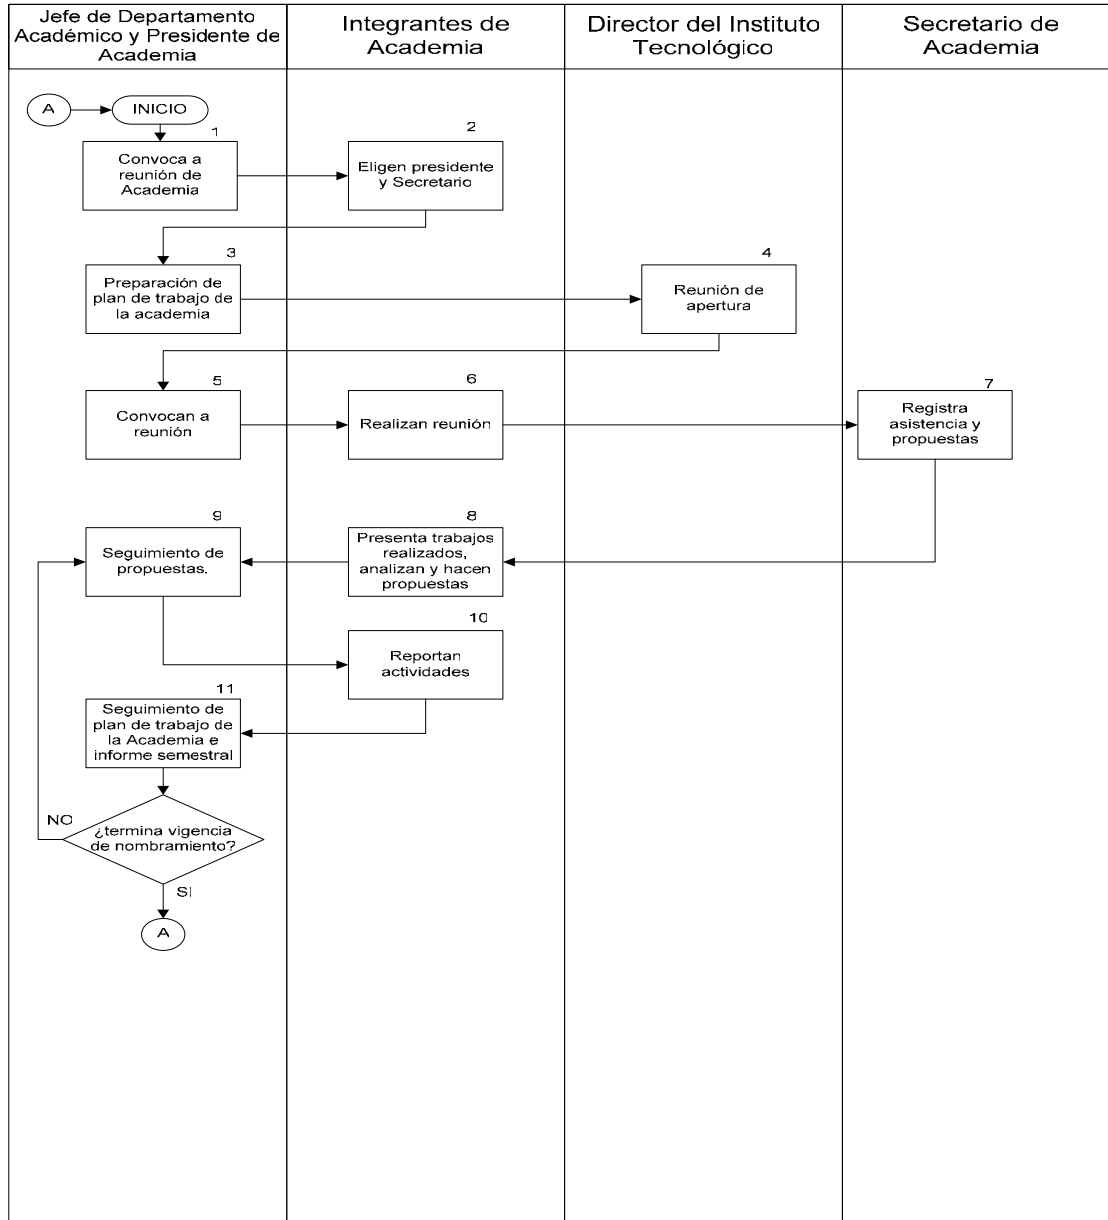 Jefe de Departamento
Académico y Presidente de
Academia
Integrantes de
Academia
Director del Instituto
Tecnológico
Secretario de
Academia
A
INICIO
1
Convoca a
reunión de
Academia
2
Eligen presidente
y Secretario
3
Preparación de
plan de trabajo de
la academia
4
Reunión de
apertura
5
Convocan a
reunión
6
Realizan reunión
7
Registra
asistencia y
propuestas
8
Presenta trabajos
realizados,
analizan y hacen
propuestas
9
Seguimiento de
propuestas.
10
Reportan
actividades
11
Seguimiento de
plan de trabajo de
la Academia e
informe semestral
NO
¿termina vigencia
de nombramiento?
SI
A